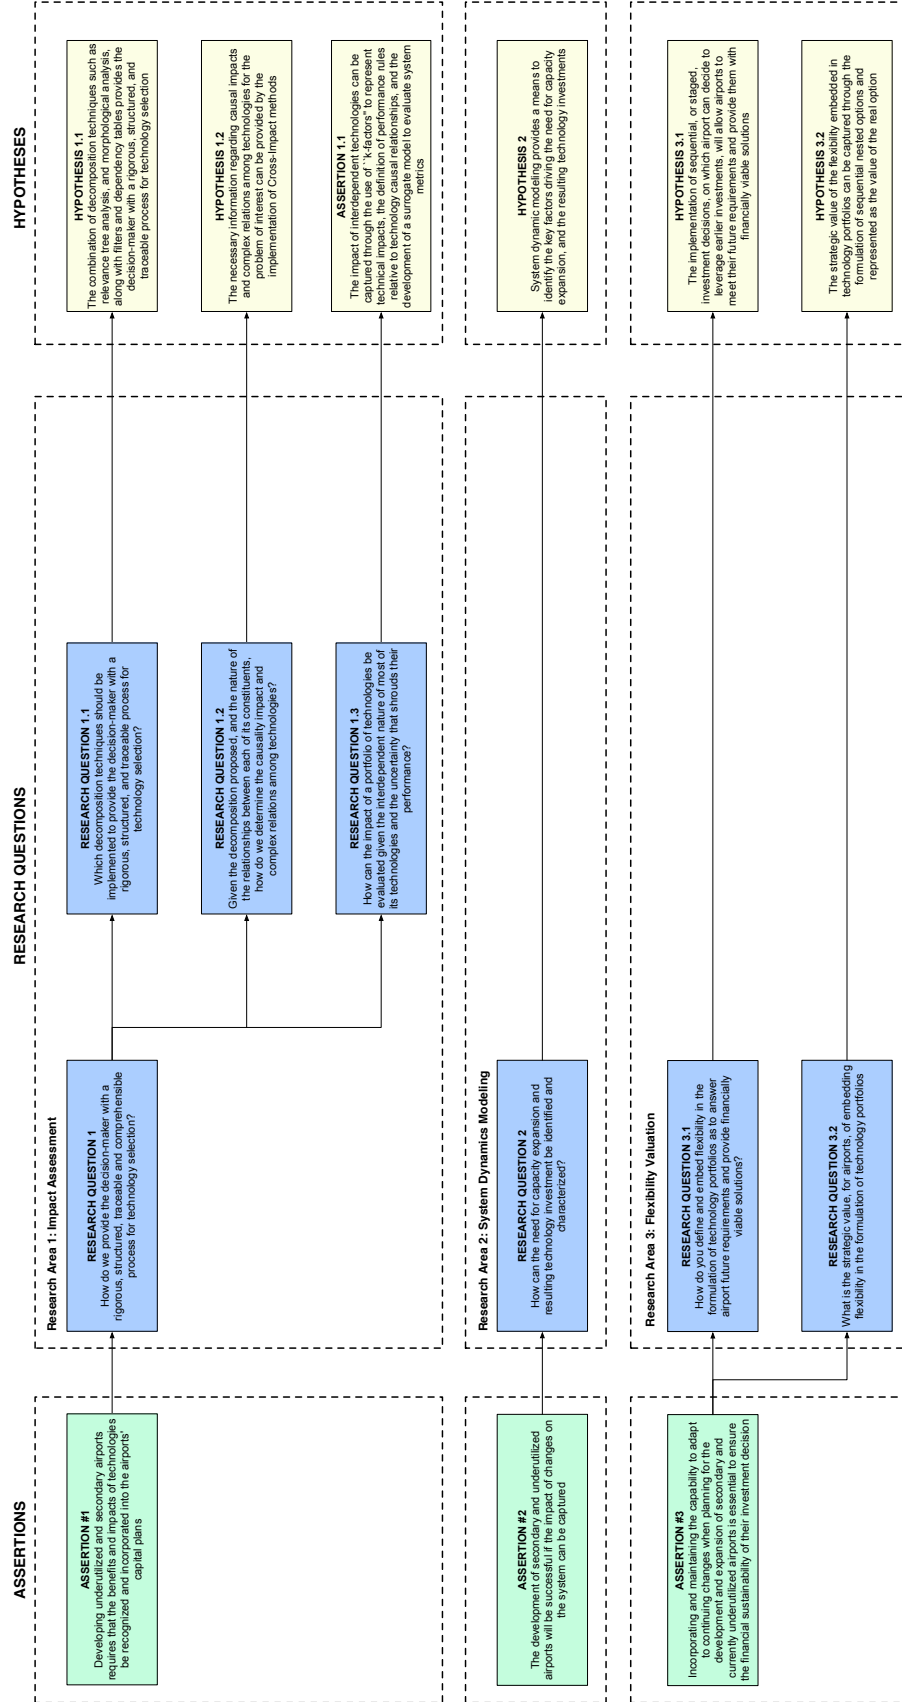 ASSERTIONS
RESEARCH QUESTIONS
HYPOTHESES
ASSERTION #1
Developing underutilized and secondary airports
requires that the benefits and impacts of technologies
be recognized and incorporated into the airports'
capital plans
Research Area 1: Impact Assessment
RESEARCH QUESTION 1
How do we provide the decision-maker with a
rigorous, structured, traceable and comprehensible
process for technology selection?
RESEARCH QUESTION 1.1
Which decomposition techniques should be
implemented to provide the decision-maker with a
rigorous, structured, and traceable process for
technology selection?
HYPOTHESIS 1.1
The combination of decomposition techniques such as
relevance tree analysis, and morphological analysis,
along with filters and dependency tables provides the
decision-maker with a rigorous, structured, and
traceable process for technology selection
RESEARCH QUESTION 1.2
Given the decomposition proposed, and the nature of
the relationships between each of its constituents,
how do we determine the causality impact and
complex relations among technologies?
HYPOTHESIS 1.2
The necessary information regarding causal impacts
and complex relations among technologies for the
problem of interest can be provided by the
implementation of Cross-Impact methods
RESEARCH QUESTION 1.3
How can the impact of a portfolio of technologies be
evaluated given the interdependent nature of most of
its technologies and the uncertainty that shrouds their
performance?
ASSERTION 1.1
The impact of interdependent technologies can be
captured through the use of ``k-factors'' to represent
technical impacts, the definition of performance rules
relative to technology causal relationships, and the
development of a surrogate model to evaluate system
metrics
ASSERTION #2
The development of secondary and underutilized
airports will be successful if the impact of changes on
the system can be captured
Research Area 2: System Dynamics Modeling
RESEARCH QUESTION 2
How can the need for capacity expansion and
resulting technology investment be identified and
characterized?
HYPOTHESIS 2
System dynamic modeling provides a means to
identify the key factors driving the need for capacity
expansion, and the resulting technology investments
ASSERTION #3
Incorporating and maintaining the capability to adapt
to continuing changes when planning for the
development and expansion of secondary and
currently underutilized airports is essential to ensure
the financial sustainability of their investment decision
Research Area 3: Flexibility Valuation
RESEARCH QUESTION 3.1
How do you define and embed flexibility in the
formulation of technology portfolios as to answer
airport future requirements and provide financially
viable solutions?
HYPOTHESIS 3.1
The implementation of sequential, or staged,
investment decisions, on which airport can decide to
leverage earlier investments, will allow airports to
meet their future requirements and provide them with
financially viable solutions
RESEARCH QUESTION 3.2
What is the strategic value, for airports, of embedding
flexibility in the formulation of technology portfolios
HYPOTHESIS 3.2
The strategic value of the flexibility embedded in
technology portfolios can be captured through the
formulation of sequential nested options and
represented as the value of the real option